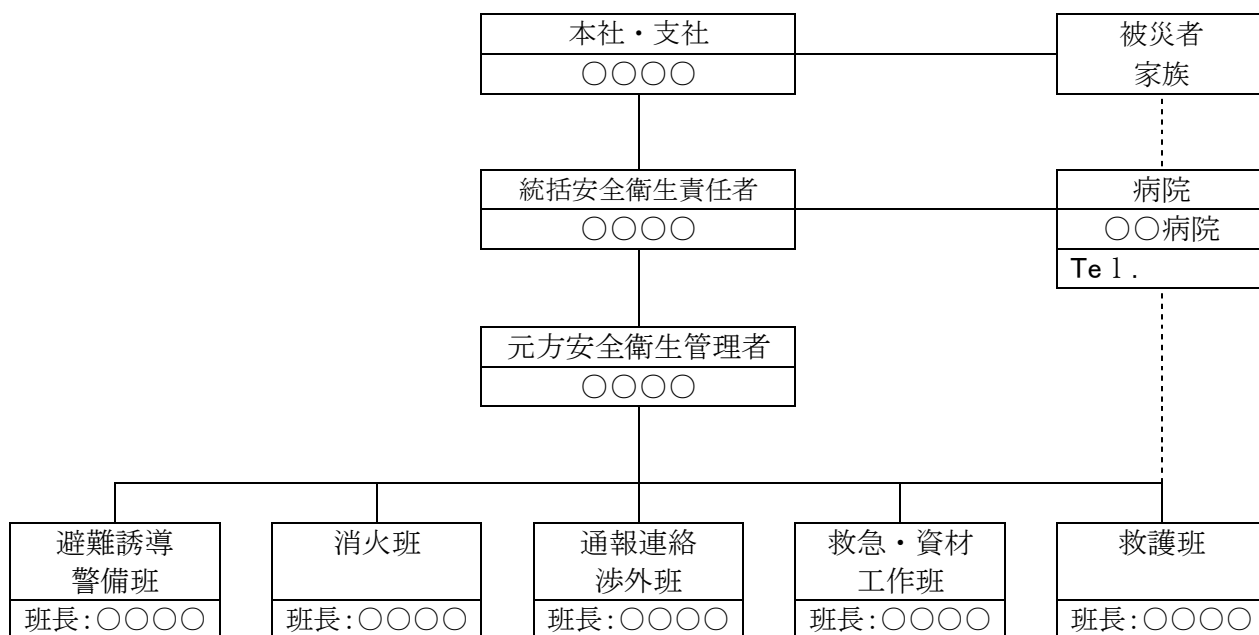 本社・支社
○○○○
被災者
家族
統括安全衛生責任者
○○○○
病院
○○病院
Teｌ.
元方安全衛生管理者
○○○○
避難誘導
警備班
班長:○○○○
消火班
班長:○○○○
通報連絡
渉外班
班長:○○○○
救急・資材
工作班
班長:○○○○
救護班
班長:○○○○